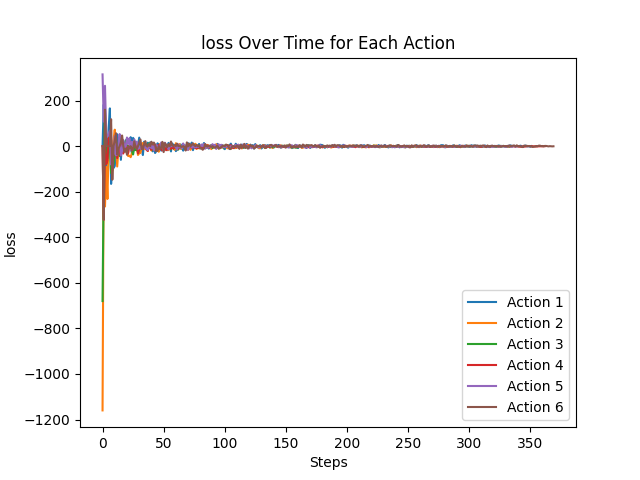 loss Over Time for Each Action
200
0
−200
−400
−600
−800
−1000
−1200
loss
0 50 100 150 200 250 300 350
Steps
Action 1
Action 2
Action 3
Action 4
Action 5
Action 6